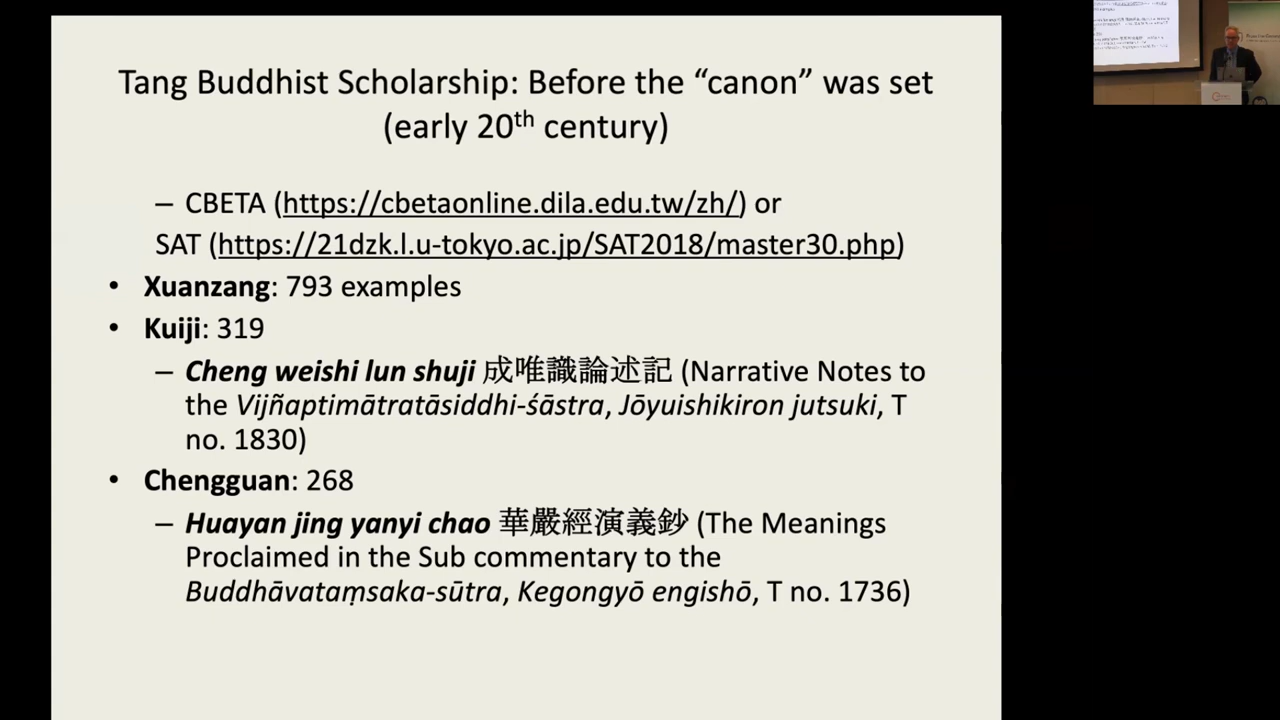 Tang Buddhist Scholarship: Before the “canon” was set
(early 20th century)
– CBETA (https://cbetaonline.dila.edu.tw/zh/) or
SAT (https://21dzk.l.u-tokyo.ac.jp/SAT2018/master30.php)
• Xuanzang: 793 examples
• Kuiji: 319
– Cheng weishi lun shuji 成唯識論述記 (Narrative Notes to
the Vijñaptimātratāsiddhi-śāstra, Jōyuishikiron jutsuki, T
no. 1830)
• Chengguan: 268
– Huayan jing yanyi chao 華嚴經演義鈔 (The Meanings
Proclaimed in the Sub commentary to the
Buddhāvataṃsaka-sūtra, Kegongyō engishō, T no. 1736)